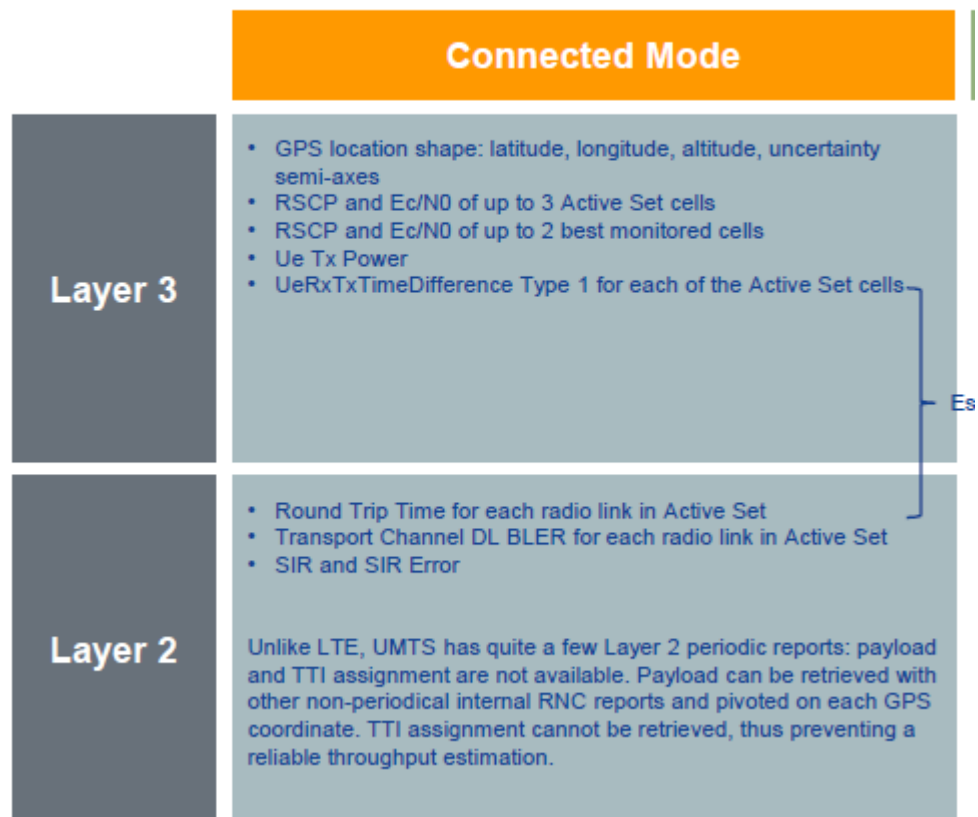 Connected Mode
Layer 3
• GPS location shape: latitude, longitude, altitude, uncertainty
semi-axes
• RSCP and Ec/N0 of up to 3 Active Set cells
• RSCP and Ec/N0 of up to 2 best monitored cells
• Ue Tx Power
• UeRxTxTimeDifference Type 1 for each of the Active Set cells
Es
Layer 2
• Round Trip Time for each radio link in Active Set
• Transport Channel DL BLER for each radio link in Active Set
• SIR and SIR Error
Unlike LTE, UMTS has quite a few Layer 2 periodic reports: payload
and TTI assignment are not available. Payload can be retrieved with
other non-periodical internal RNC reports and pivoted on each GPS
coordinate. TTI assignment cannot be retrieved, thus preventing a
reliable throughput estimation.